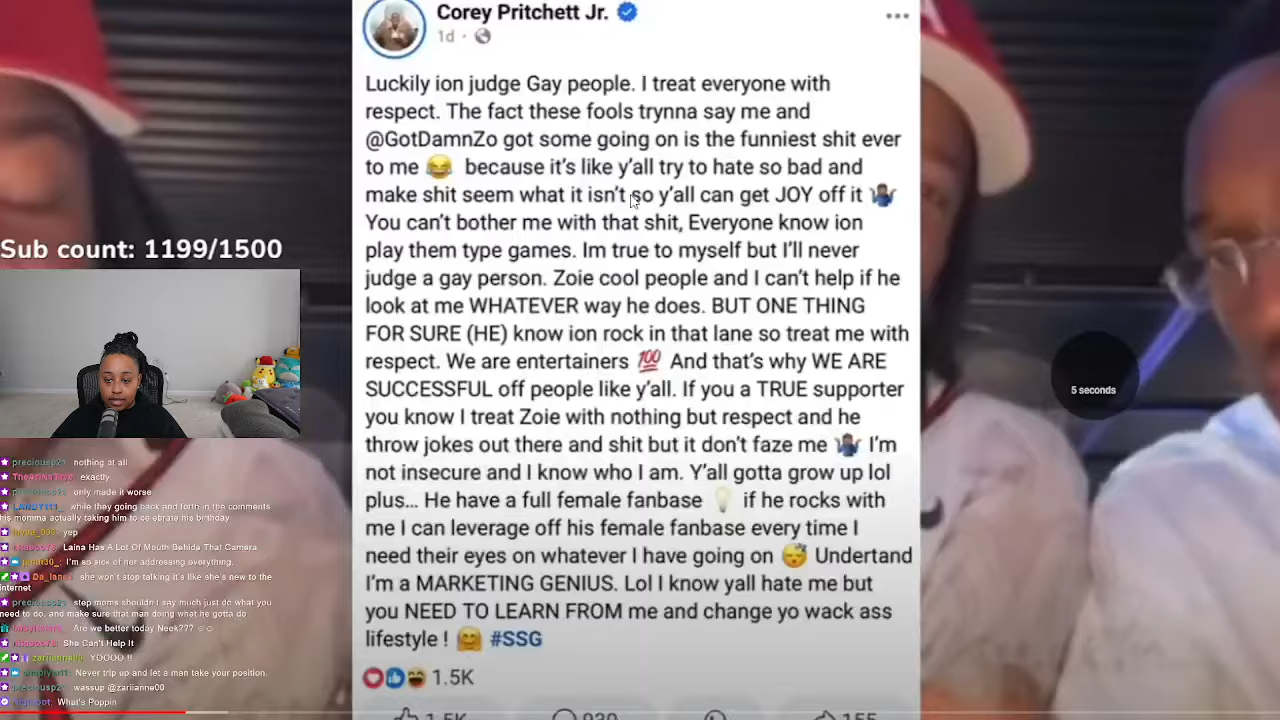 Corey Pritchett Jr.
1d
Luckily ion judge Gay people. I treat everyone with
respect. The fact these fools trynna say me and
@GotDamnZo got some going on is the funniest shit ever
to me 😂 because it's like y'all try to hate so bad and
make shit seem what it isn't so y'all can get JOY off it 🤷🏾‍♂️
You can't bother me with that shit, Everyone know ion
play them type games. Im true to myself but I'll never
judge a gay person. Zoie cool people and I can't help if he
look at me WHATEVER way he does. BUT ONE THING
FOR SURE (HE) know ion rock in that lane so treat me with
respect. We are entertainers 💯 And that's why WE ARE
SUCCESSFUL off people like y'all. If you a TRUE supporter
you know I treat Zoie with nothing but respect and he
throw jokes out there and shit but it don't faze me 🤷🏾‍♂️ I'm
not insecure and I know who I am. Y'all gotta grow up lol
plus... He have a full female fanbase 💡 if he rocks with
me I can leverage off his female fanbase every time I
need their eyes on whatever I have going on 😴 Undertand
I'm a MARKETING GENIUS. Lol I know yall hate me but
you NEED TO LEARN FROM me and change yo wack ass
lifestyle ! 🤗 #SSG
1.5K
1.5K
930
155
Sub count: 1199/1500
5 seconds
nothing at all
exactly
only made it worse
while they going back and forth in the comments
his momma actually taking him to celebrate his birthday
yep
Laina Has A Lot Of Mouth Behide That Camera
I'm so sick of her addressing everything.
she won't stop talking it's like she's new to the
internet
step moms shouldn't say much just do what you
need to do, and make sure that man doing what he gotta do
Are we better today Neek???
She Can't Help It
YOOOO !!
Never trip up and let a man take your position.
wassup @zariianne00
What's Poppin